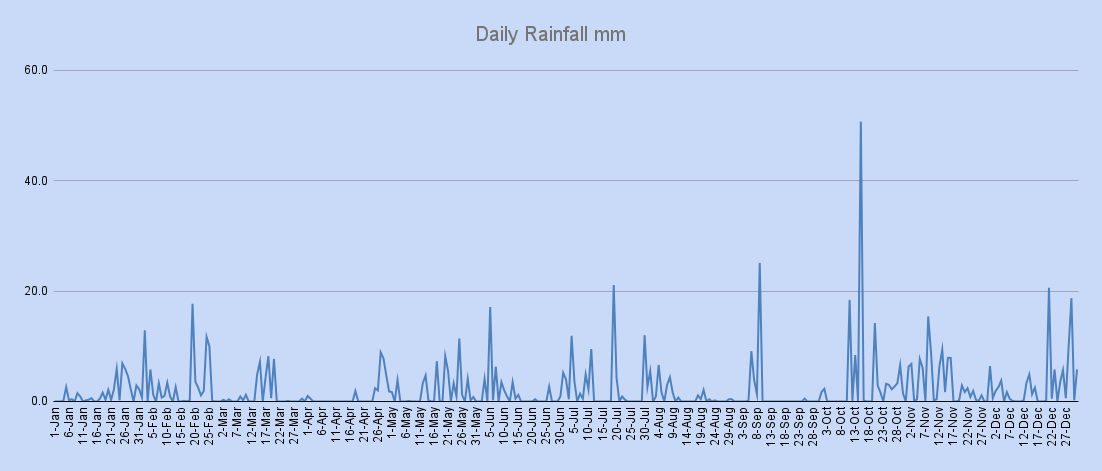 Daily Rainfall mm
60.0
40.0
20.0
0.0
1-Jan
6-Jan
11-Jan
16-Jan
21-Jan
26-Jan
31-Jan
5-Feb
10-Feb
15-Feb
20-Feb
25-Feb
2-Mar
7-Mar
12-Mar
17-Mar
22-Mar
27-Mar
1-Apr
6-Apr
11-Apr
16-Apr
21-Apr
26-Apr
1-May
6-May
11-May
16-May
21-May
26-May
31-May
5-Jun
10-Jun
15-Jun
20-Jun
25-Jun
30-Jun
5-Jul
10-Jul
15-Jul
20-Jul
25-Jul
30-Jul
4-Aug
9-Aug
14-Aug
19-Aug
24-Aug
29-Aug
3-Sep
8-Sep
13-Sep
18-Sep
23-Sep
28-Sep
3-Oct
8-Oct
13-Oct
18-Oct
23-Oct
28-Oct
2-Nov
7-Nov
12-Nov
17-Nov
22-Nov
27-Nov
2-Dec
7-Dec
12-Dec
17-Dec
22-Dec
27-Dec